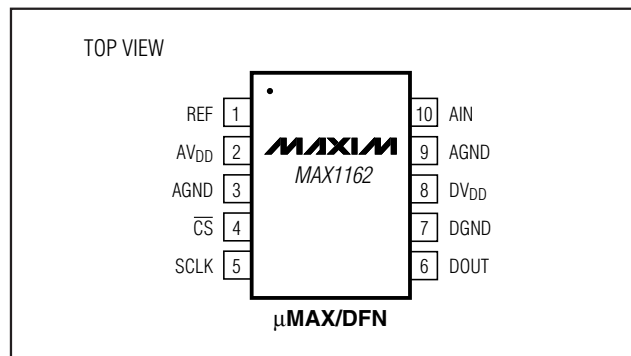 TOP VIEW
REF 1
AVDD 2
AGND 3
C̅S̅ 4
SCLK 5
MAXIM
MAX1162
10 AIN
9 AGND
8 DVDD
7 DGND
6 DOUT
µMAX/DFN